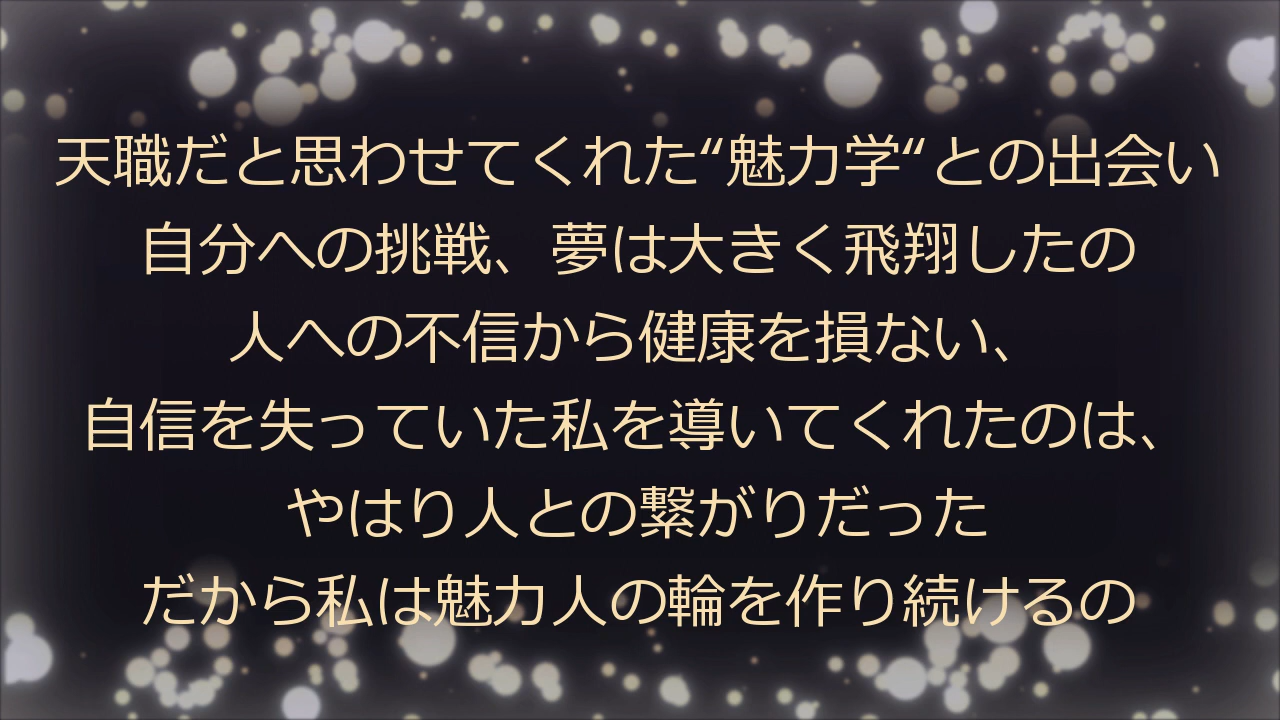 天職だと思わせてくれた“魅力学“との出会い
自分への挑戦、夢は大きく飛翔したの
人への不信から健康を損ない、
自信を失っていた私を導いてくれたのは、
やはり人との繋がりだった
だから私は魅力人の輪を作り続けるの